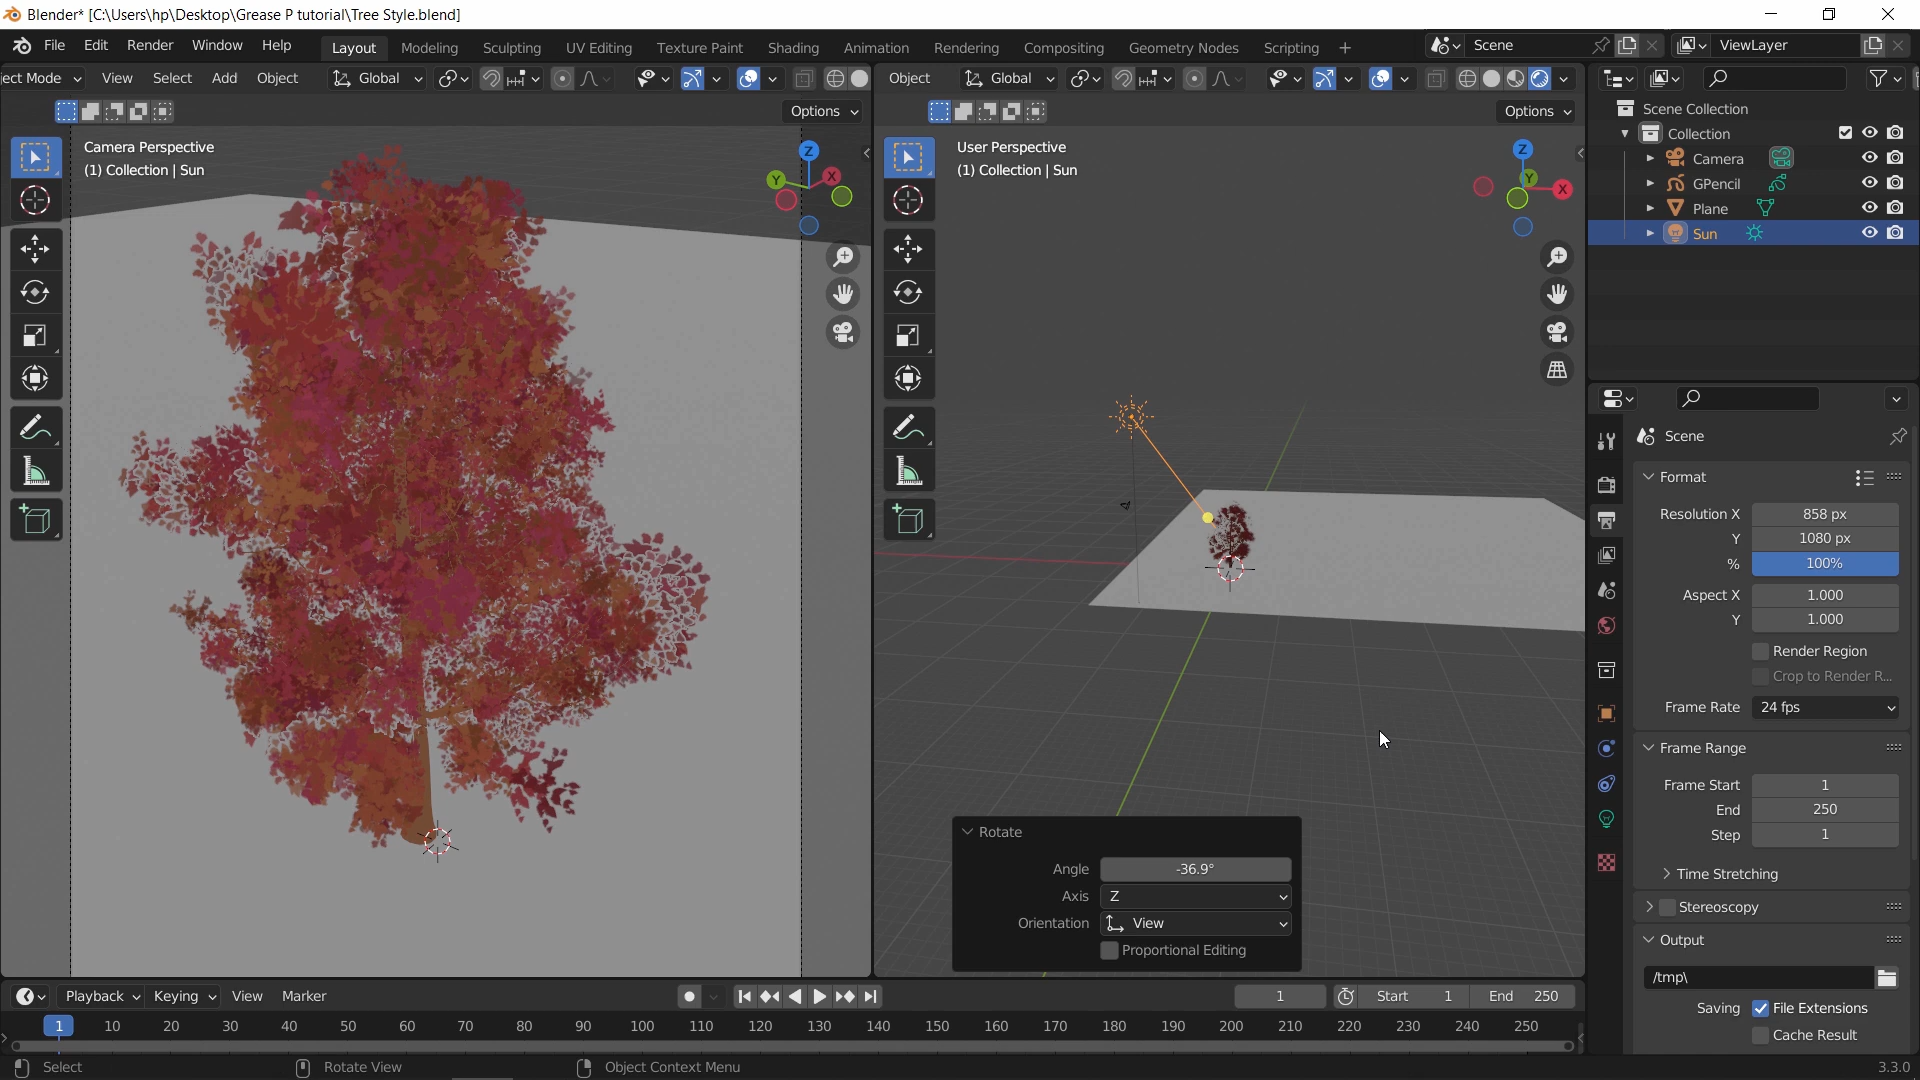 Blender* [C:\Users\hp\Desktop\Grease P tutorial\Tree Style.blend]
File Edit Render Window Help Layout Modeling Sculpting UV Editing Texture Paint Shading Animation Rendering Compositing Geometry Nodes Scripting + Scene ViewLayer
ect Mode View Select Add Object Global
Options
Camera Perspective
(1) Collection | Sun
Z
Y
X
Object Global
Options
User Perspective
(1) Collection | Sun
Z
Y
X
Rotate
Angle -36.9°
Axis Z
Orientation View
Proportional Editing
Scene Collection
Collection
Camera
GPencil
Plane
Sun
Scene
Format
Resolution X 858 px
Y 1080 px
% 100%
Aspect X 1.000
Y 1.000
Render Region
Crop to Render R...
Frame Rate 24 fps
Frame Range
Frame Start 1
End 250
Step 1
Time Stretching
Stereoscopy
Output
/tmp\
Saving File Extensions
Cache Result
Playback Keying View Marker 1 Start 1 End 250
1 10 20 30 40 50 60 70 80 90 100 110 120 130 140 150 160 170 180 190 200 210 220 230 240 250
Select Rotate View Object Context Menu 3.3.0